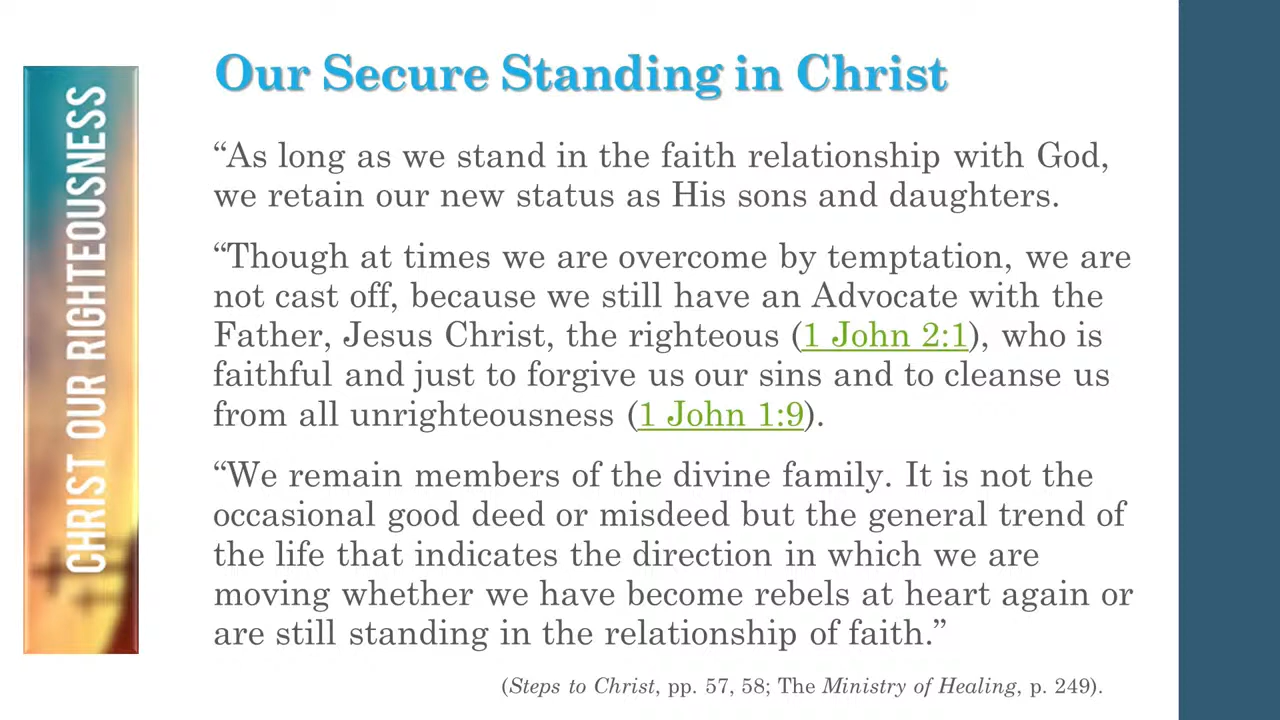 Our Secure Standing in Christ
CHRIST OUR RIGHTEOUSNESS
“As long as we stand in the faith relationship with God,
we retain our new status as His sons and daughters.
“Though at times we are overcome by temptation, we are
not cast off, because we still have an Advocate with the
Father, Jesus Christ, the righteous (1 John 2:1), who is
faithful and just to forgive us our sins and to cleanse us
from all unrighteousness (1 John 1:9).
“We remain members of the divine family. It is not the
occasional good deed or misdeed but the general trend of
the life that indicates the direction in which we are
moving whether we have become rebels at heart again or
are still standing in the relationship of faith.”
(Steps to Christ, pp. 57, 58; The Ministry of Healing, p. 249).